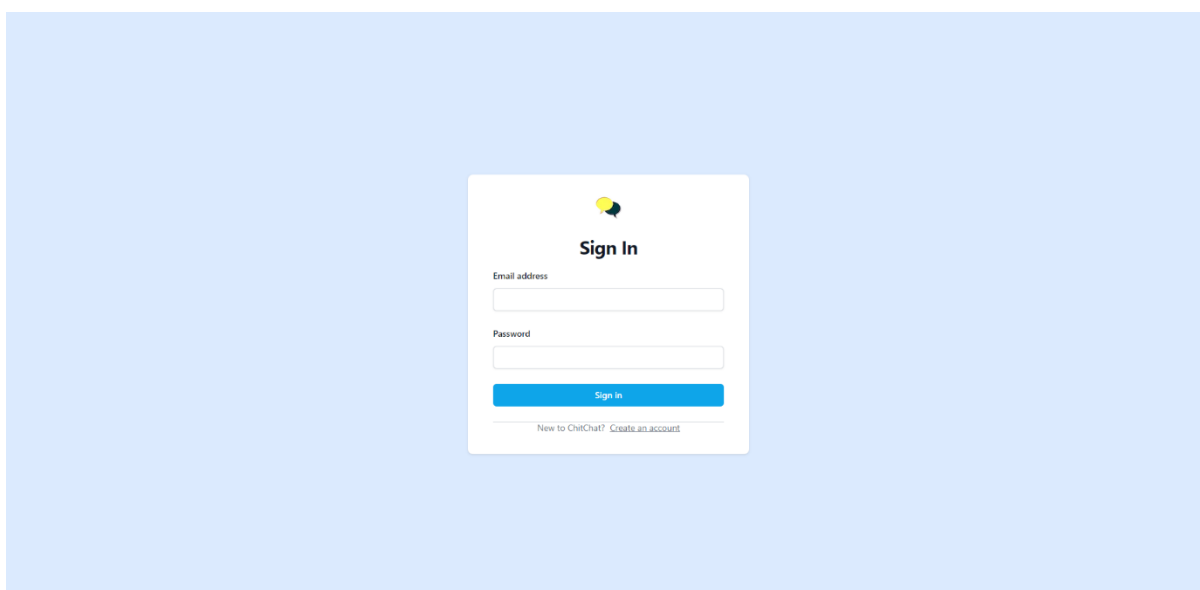 Sign In
Email address
Password
Sign in
New to ChitChat? Create an account